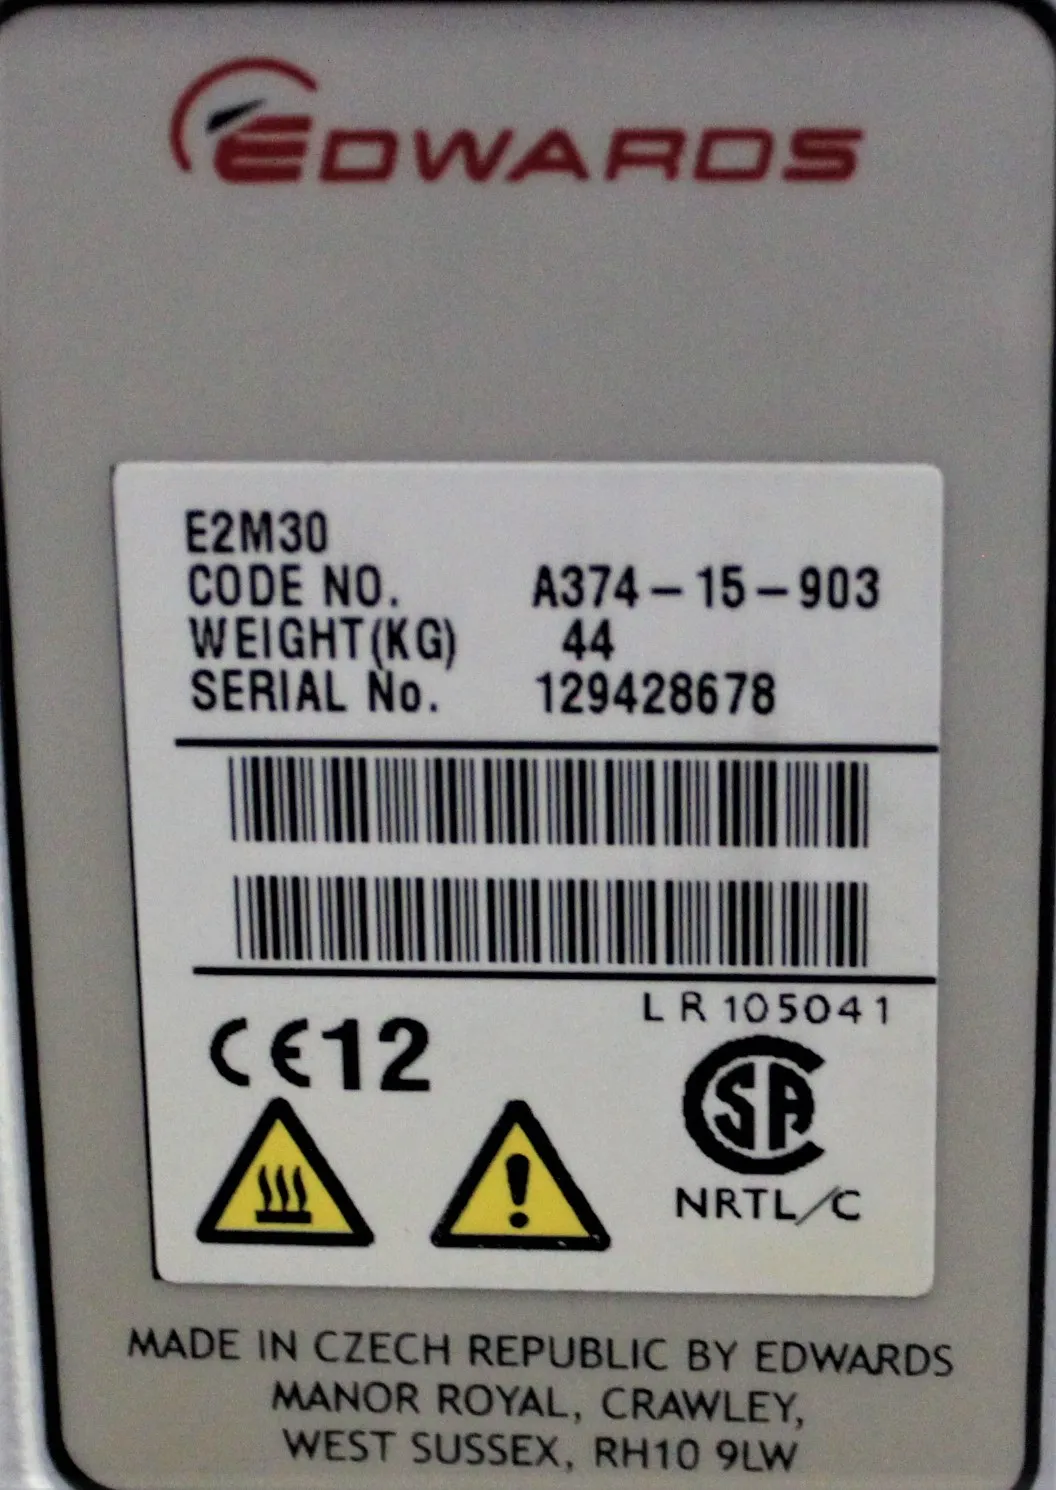 EDWARDS
E2M30
CODE NO. A374-15-903
WEIGHT(KG) 44
SERIAL No. 129428678
LR105041
CE12
SA
NRTL/C
MADE IN CZECH REPUBLIC BY EDWARDS
MANOR ROYAL, CRAWLEY,
WEST SUSSEX, RH10 9LW